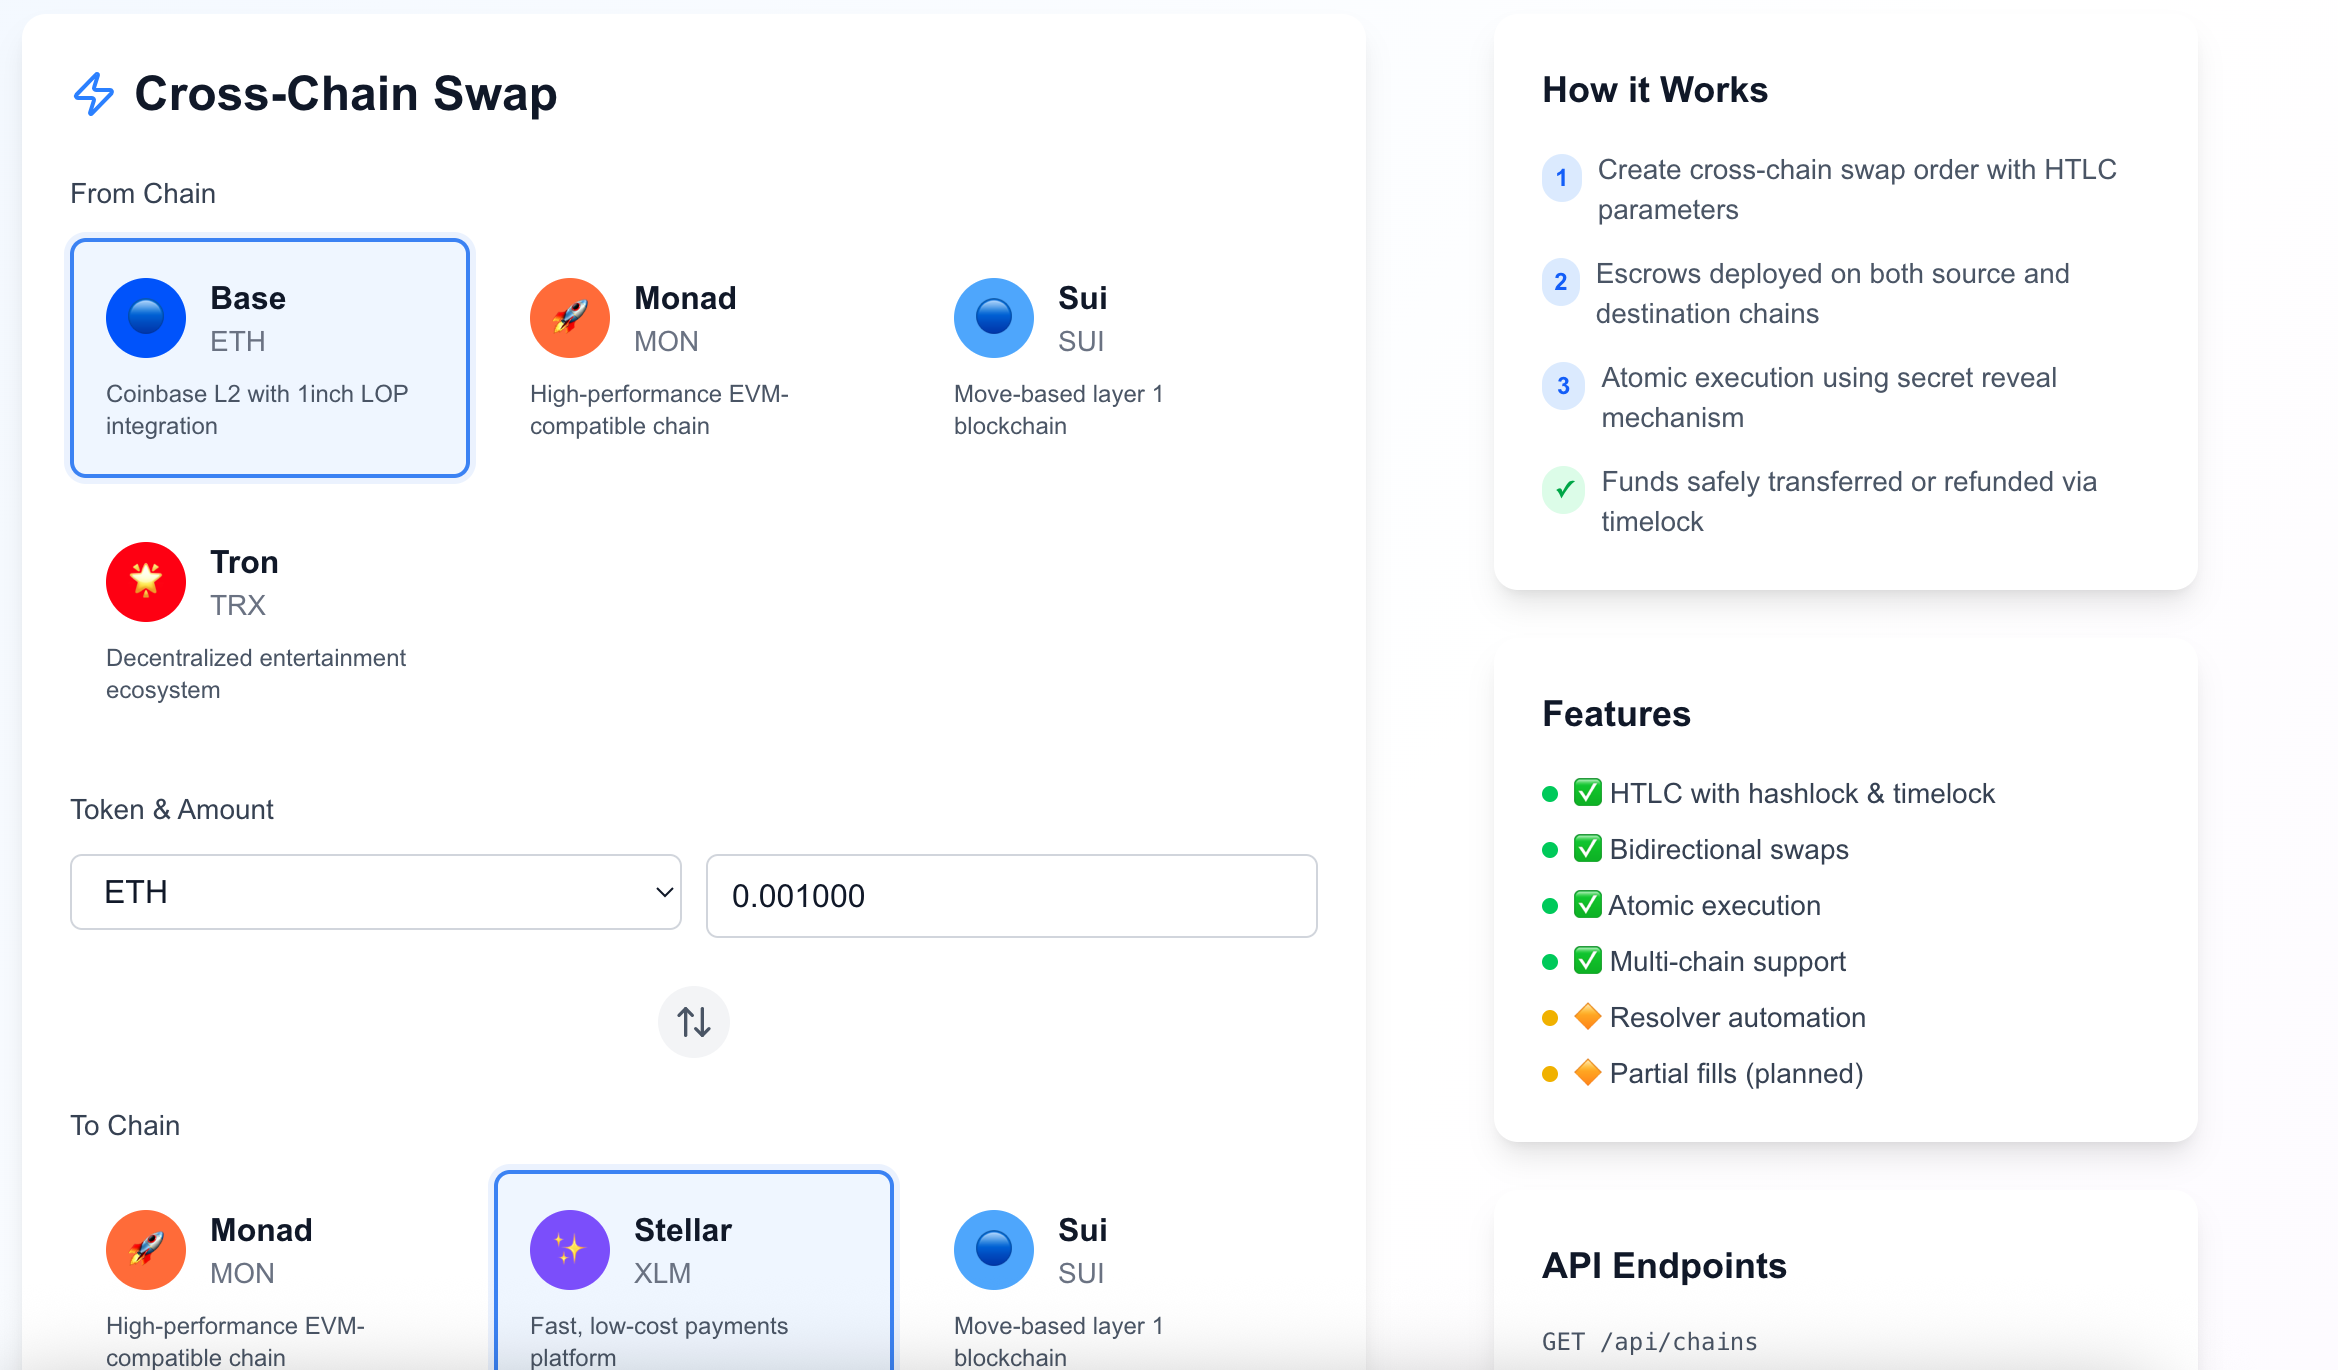 Cross-Chain Swap
From Chain
Base
ETH
Coinbase L2 with 1inch LOP
integration
Monad
MON
High-performance EVM-
compatible chain
Sui
SUI
Move-based layer 1
blockchain
Tron
TRX
Decentralized entertainment
ecosystem
Token & Amount
ETH
0.001000
To Chain
Monad
MON
High-performance EVM-
compatible chain
Stellar
XLM
Fast, low-cost payments
platform
Sui
SUI
Move-based layer 1
blockchain
How it Works
1 Create cross-chain swap order with HTLC
parameters
2 Escrows deployed on both source and
destination chains
3 Atomic execution using secret reveal
mechanism
✓ Funds safely transferred or refunded via
timelock
Features
✅ HTLC with hashlock & timelock
✅ Bidirectional swaps
✅ Atomic execution
✅ Multi-chain support
🔶 Resolver automation
🔶 Partial fills (planned)
API Endpoints
GET /api/chains